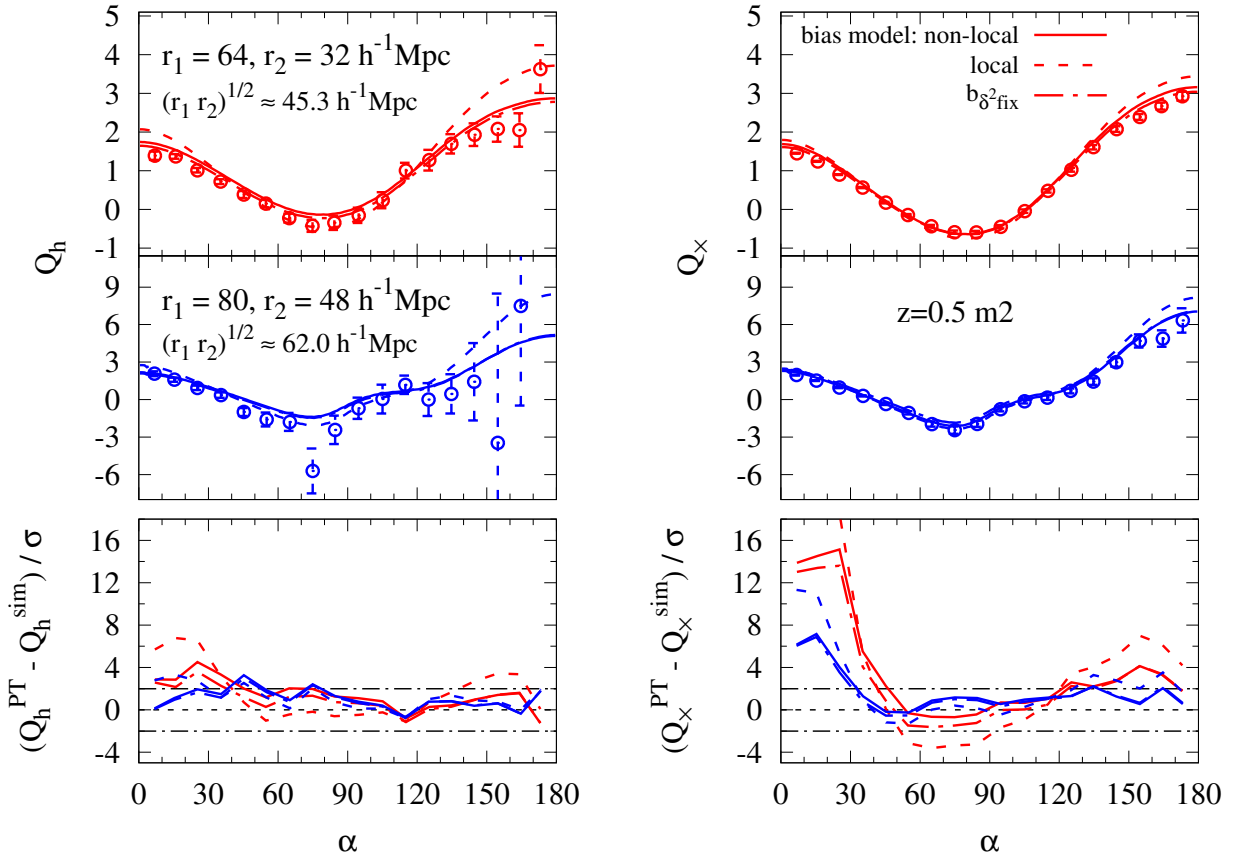 5
4
3
2
1
0
-1
Q_h
r_1 = 64, r_2 = 32 h^-1Mpc
(r_1 r_2)^1/2 ≈ 45.3 h^-1Mpc
9
6
3
0
-3
-6
r_1 = 80, r_2 = 48 h^-1Mpc
(r_1 r_2)^1/2 ≈ 62.0 h^-1Mpc
16
12
8
4
0
-4
(Q_h^PT - Q_h^sim) / σ
0 30 60 90 120 150 180
α
5
4
3
2
1
0
-1
Q_×
bias model: non-local
local
b_δ²fix
9
6
3
0
-3
-6
z=0.5 m2
16
12
8
4
0
-4
(Q_×^PT - Q_×^sim) / σ
0 30 60 90 120 150 180
α